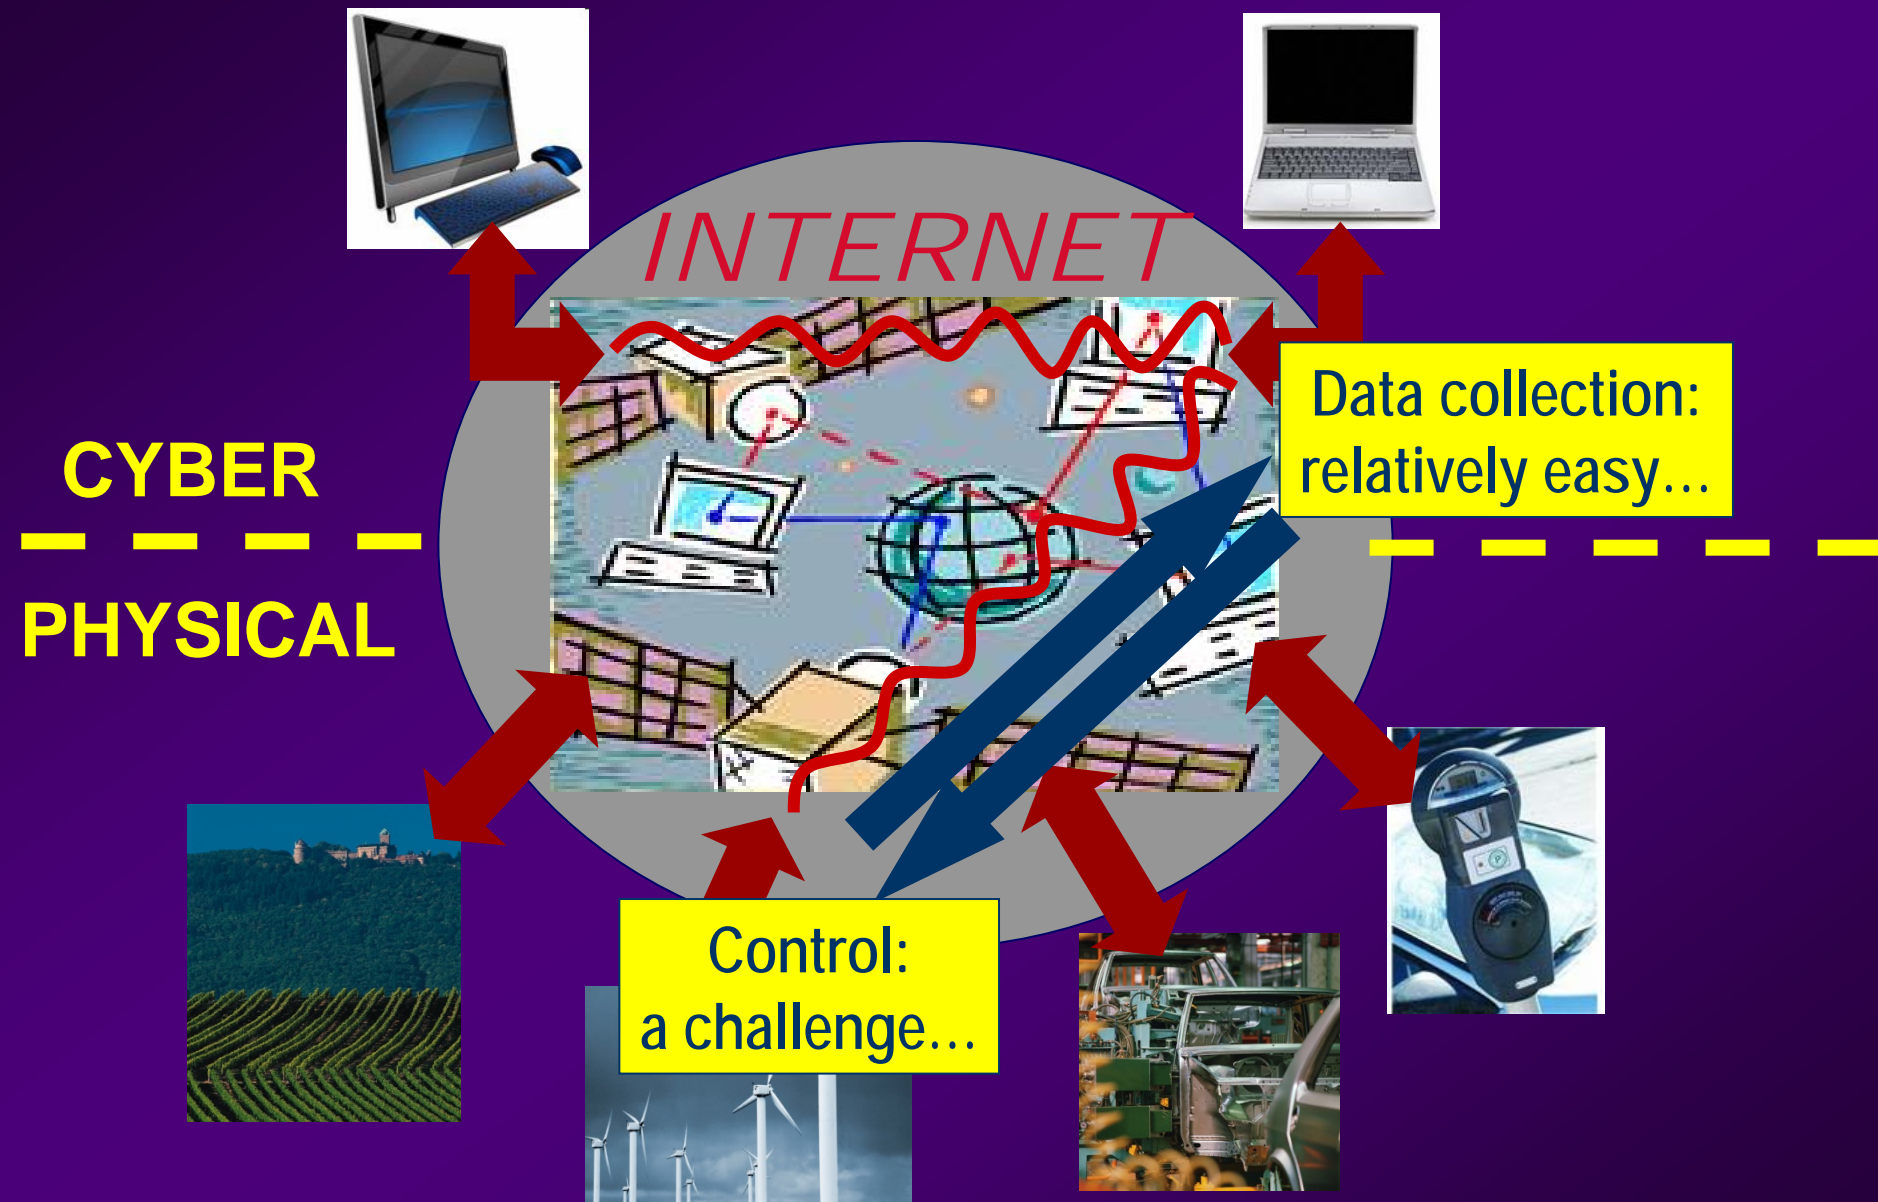 INTERNET
Data collection:
relatively easy...
CYBER
PHYSICAL
Control:
a challenge...